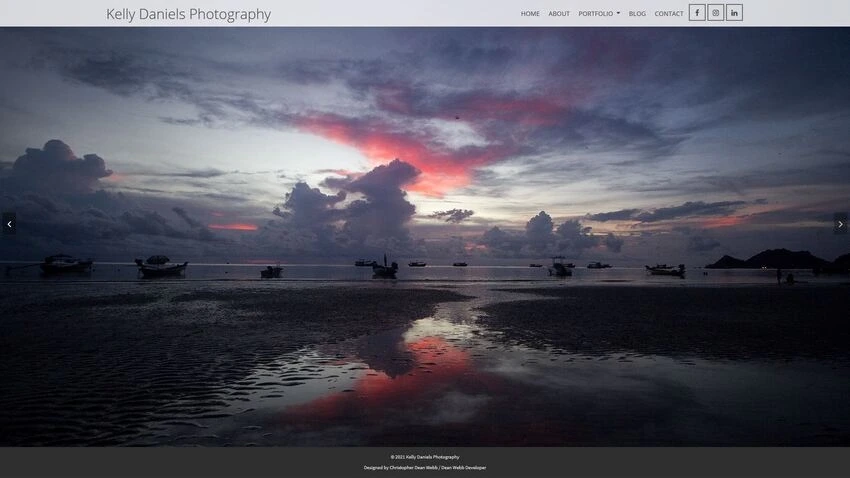 Kelly Daniels Photography
HOME ABOUT PORTFOLIO BLOG CONTACT
© 2021 Kelly Daniels Photography
Designed by Christopher Dean Webb / Dean Webb Developer